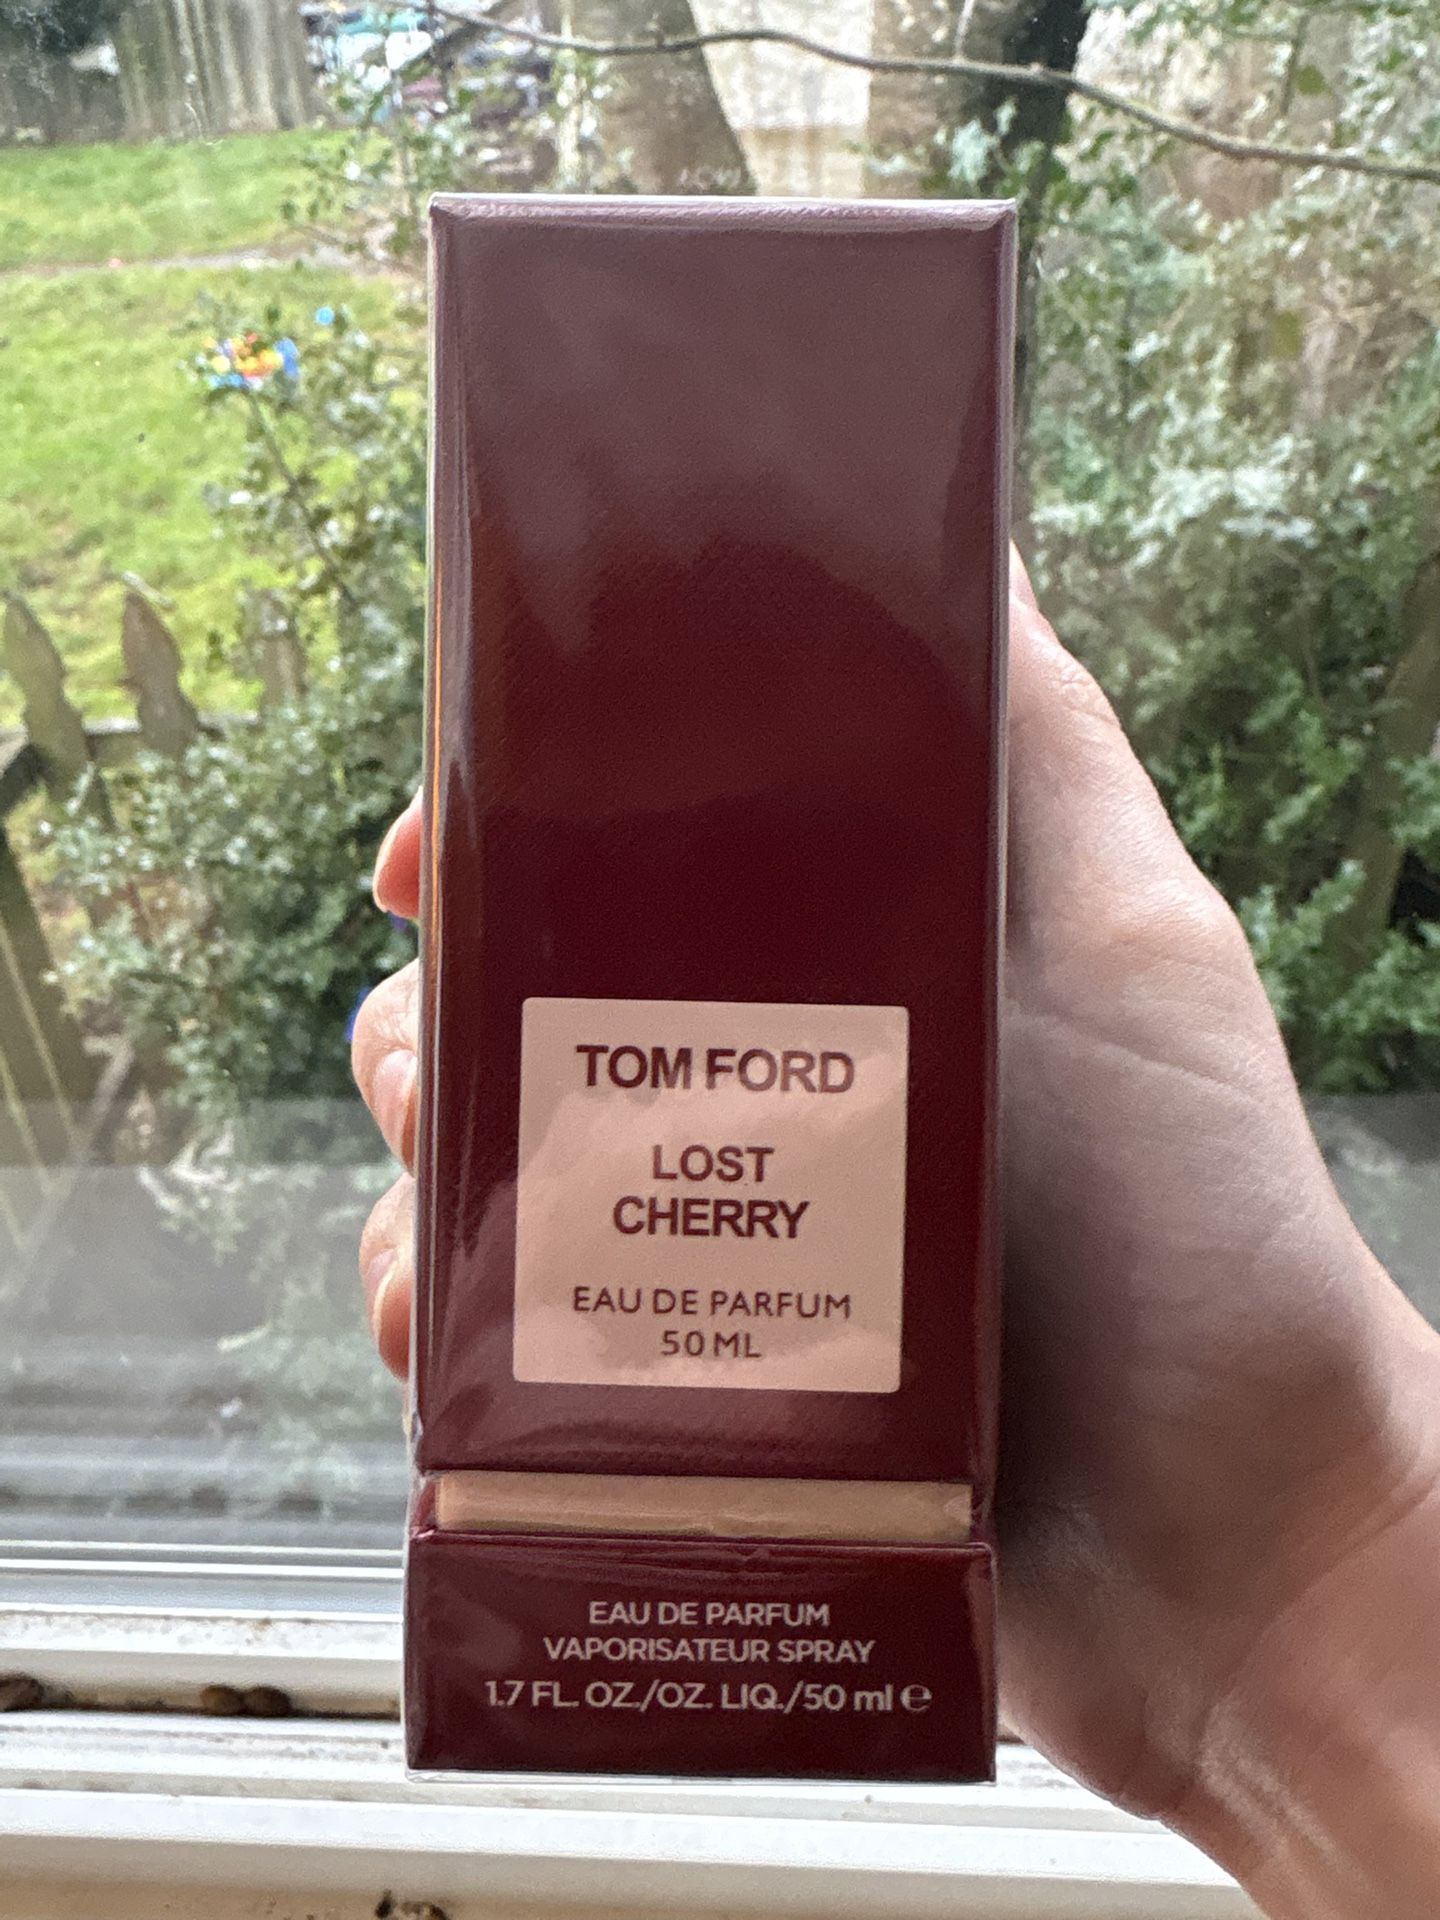 TOM FORD
LOST
CHERRY
EAU DE PARFUM
50 ML
EAU DE PARFUM
VAPORISATEUR SPRAY
1.7 FL. OZ./OZ. LIQ./50 ml ℮